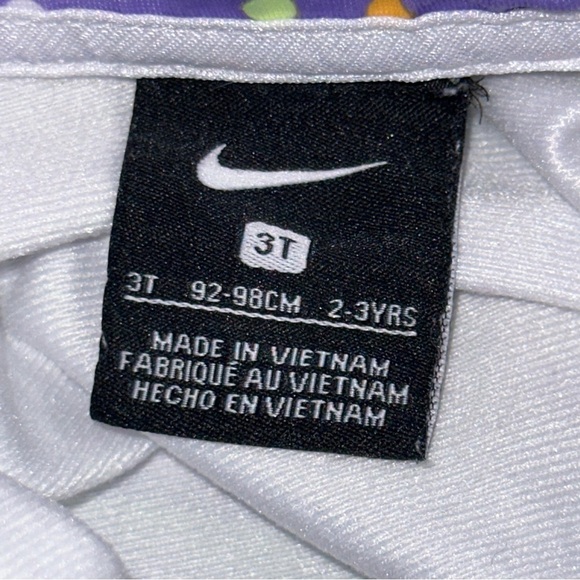 3T
3T 92-98CM 2-3YRS
MADE IN VIETNAM
FABRIQUÉ AU VIETNAM
HECHO EN VIETNAM